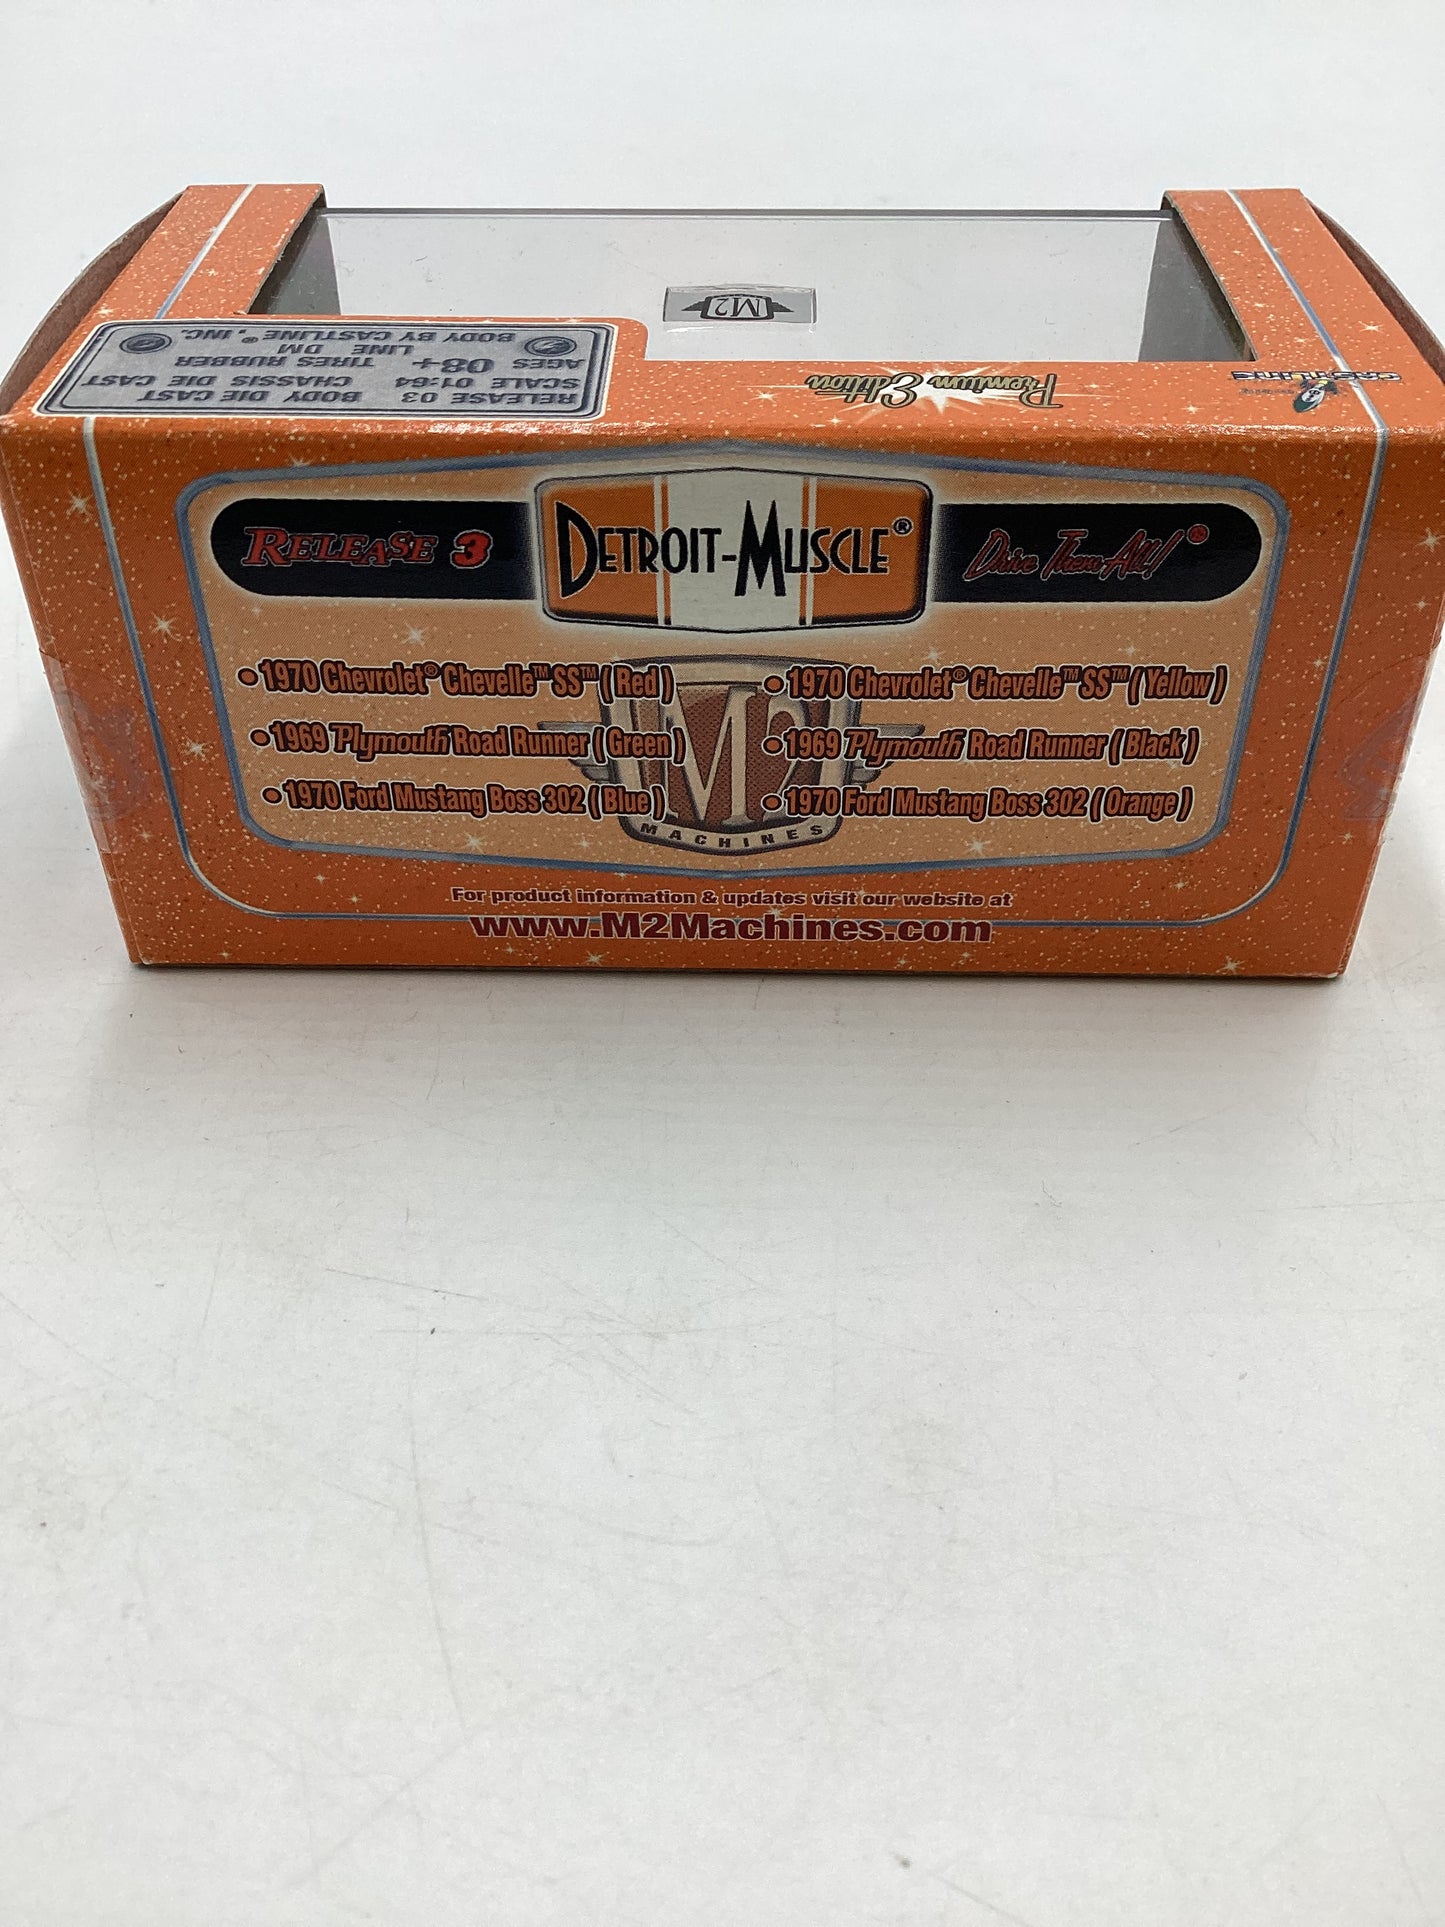 RELEASE 03 BODY DIE CAST
SCALE 01:64 CHASSIS DIE CAST
AGES 08+ TIRES RUBBER
LINE DM
BODY BY CASTLINE®, INC.
M2
Premium Edition
CASTLINE
RELEASE 3
DETROIT-MUSCLE®
Drive Them All!®
•1970 Chevrolet® Chevelle™ SS™ (Red)
•1969 Plymouth Road Runner (Green)
•1970 Ford Mustang Boss 302 (Blue)
•1970 Chevrolet® Chevelle™ SS™ (Yellow)
•1969 Plymouth Road Runner (Black)
•1970 Ford Mustang Boss 302 (Orange)
M2
MACHINES
For product information & updates visit our website at
www.M2Machines.com